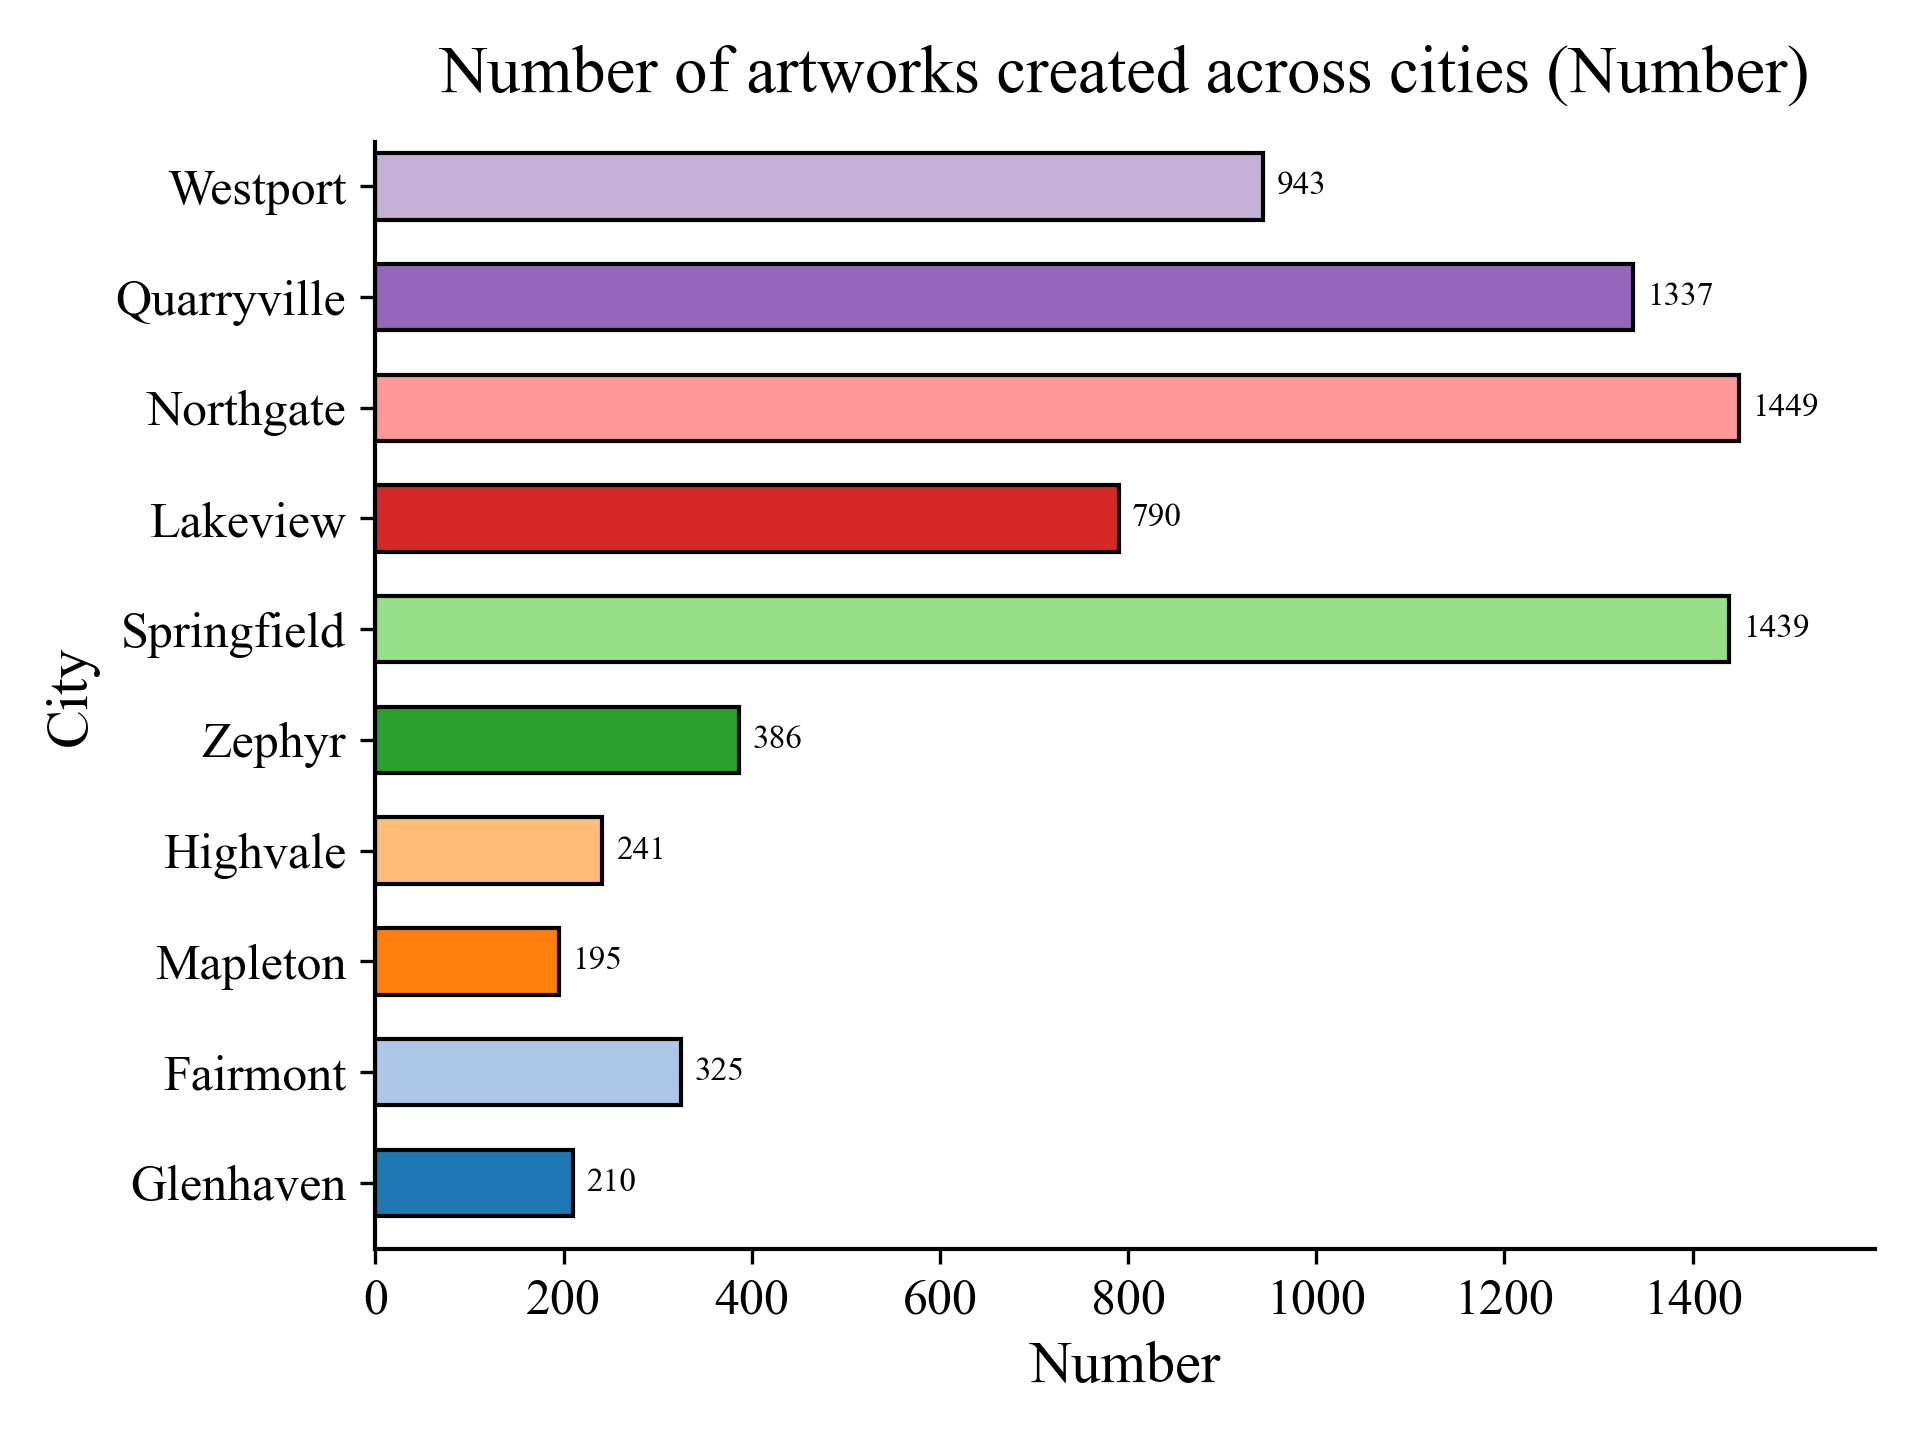 Number of artworks created across cities (Number)
Westport
943
Quarryville
1337
Northgate
1449
Lakeview
790
Springfield
1439
Zephyr
386
Highvale
241
Mapleton
195
Fairmont
325
Glenhaven
210
City
0 200 400 600 800 1000 1200 1400
Number